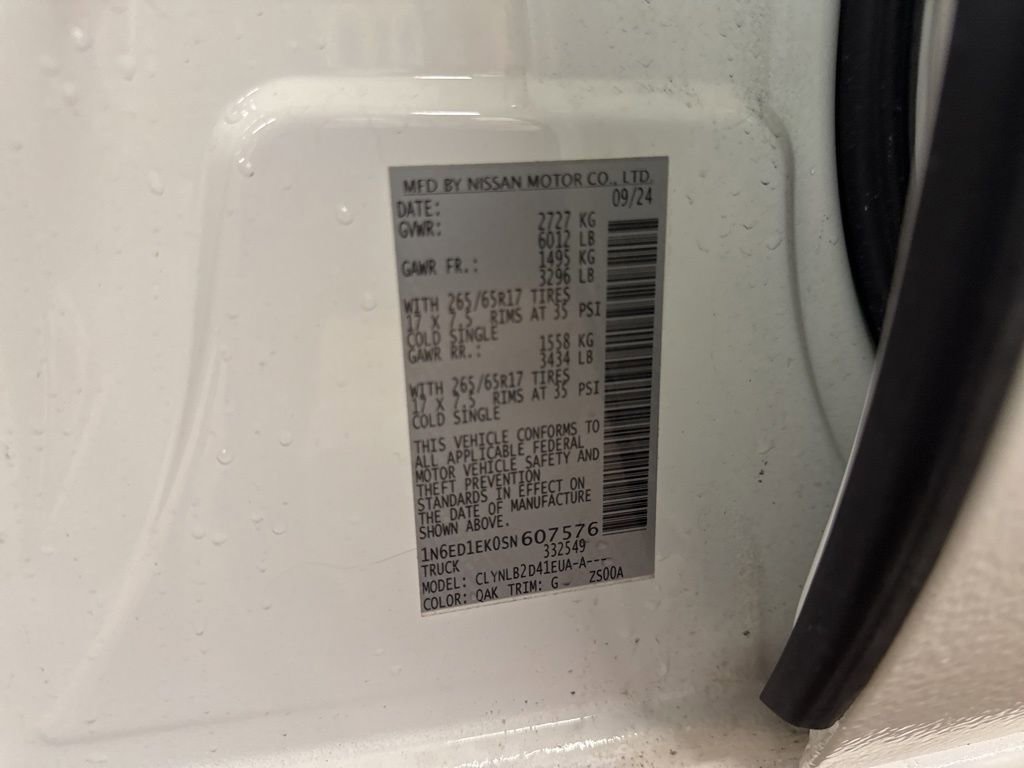 MFD BY NISSAN MOTOR CO., LTD.
DATE: 09/24
GVWR: 2727 KG
6012 LB
GAWR FR.: 1495 KG
3296 LB
WITH 265/65R17 TIRES
17 X 7.5 RIMS AT 35 PSI
COLD SINGLE
GAWR RR.: 1558 KG
3434 LB
WITH 265/65R17 TIRES
17 X 7.5 RIMS AT 35 PSI
COLD SINGLE
THIS VEHICLE CONFORMS TO
ALL APPLICABLE FEDERAL
MOTOR VEHICLE SAFETY AND
THEFT PREVENTION
STANDARDS IN EFFECT ON
THE DATE OF MANUFACTURE
SHOWN ABOVE.
1N6ED1EK0SN607576
TRUCK 332549
MODEL: CLYNLB2D41EUA-A---
COLOR: QAK TRIM: G ZS00A